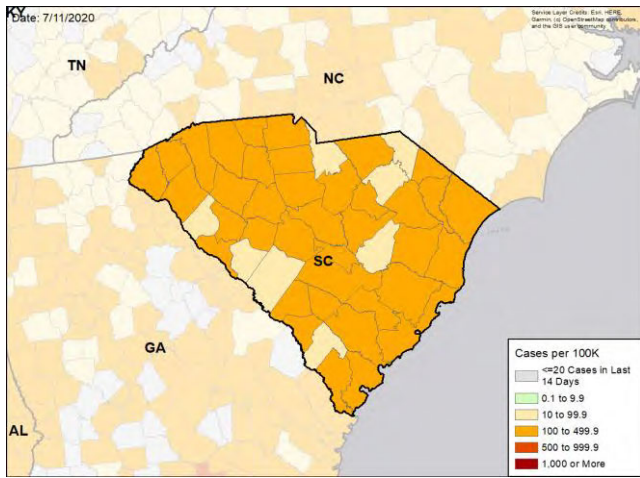 KY
Date: 7/11/2020
Service Layer Credits: Esri, HERE,
Garmin, (c) OpenStreetMap contributors,
and the GIS user community
TN
NC
SC
GA
AL
Cases per 100K
<=20 Cases in Last
14 Days
0.1 to 9.9
10 to 99.9
100 to 499.9
500 to 999.9
1,000 or More